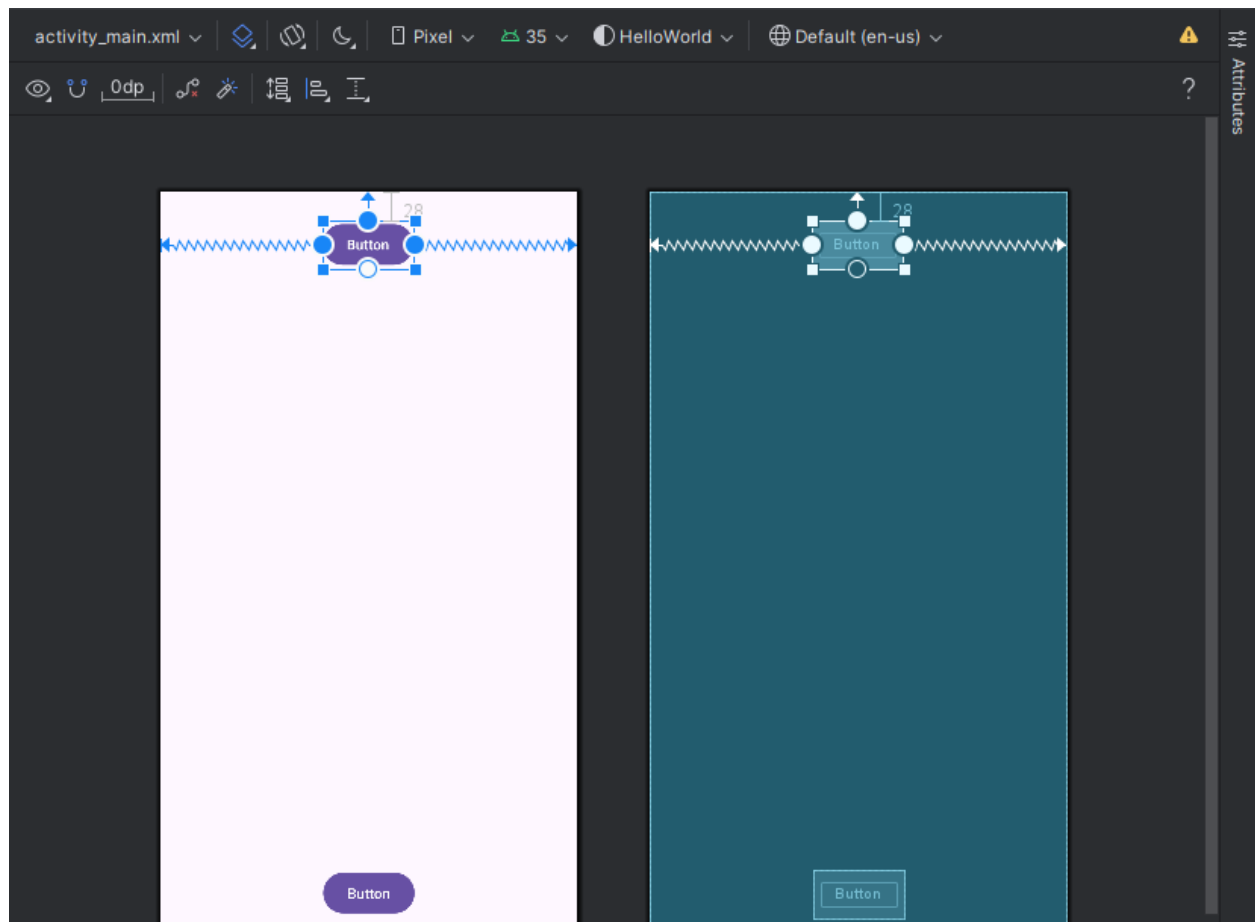 activity_main.xml Pixel 35 HelloWorld Default (en-us)
0dp ?
Attributes
28 28
Button Button
Button Button